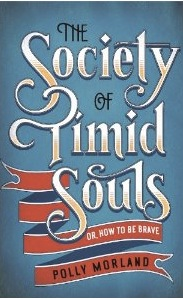 THE
Society
OF
Timid
Souls
OR, HOW TO BE BRAVE
POLLY MORLAND